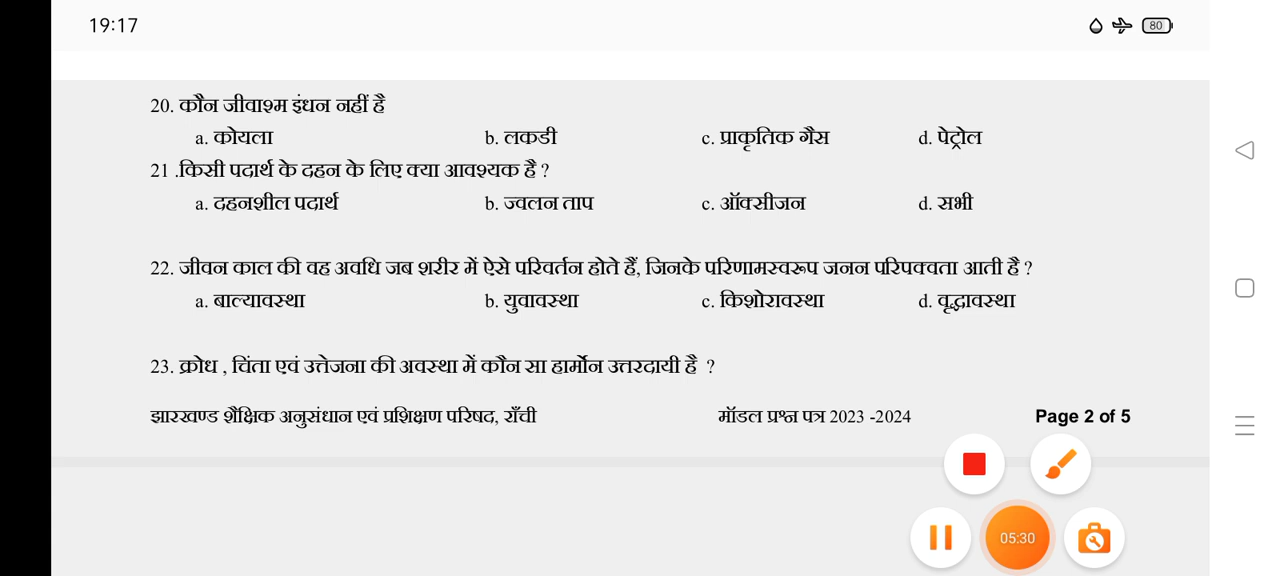 19:17
80
20. कौन जीवाश्म इंधन नहीं है
a. कोयला b. लकडी c. प्राकृतिक गैस d. पेट्रोल
21 .किसी पदार्थ के दहन के लिए क्या आवश्यक है ?
a. दहनशील पदार्थ b. ज्वलन ताप c. ऑक्सीजन d. सभी
22. जीवन काल की वह अवधि जब शरीर में ऐसे परिवर्तन होते हैं, जिनके परिणामस्वरूप जनन परिपक्वता आती है ?
a. बाल्यावस्था b. युवावस्था c. किशोरावस्था d. वृद्धावस्था
23. क्रोध , चिंता एवं उत्तेजना की अवस्था में कौन सा हार्मोन उत्तरदायी है ?
झारखण्ड शैक्षिक अनुसंधान एवं प्रशिक्षण परिषद, राँची मॉडल प्रश्न पत्र 2023 -2024 Page 2 of 5
05:30